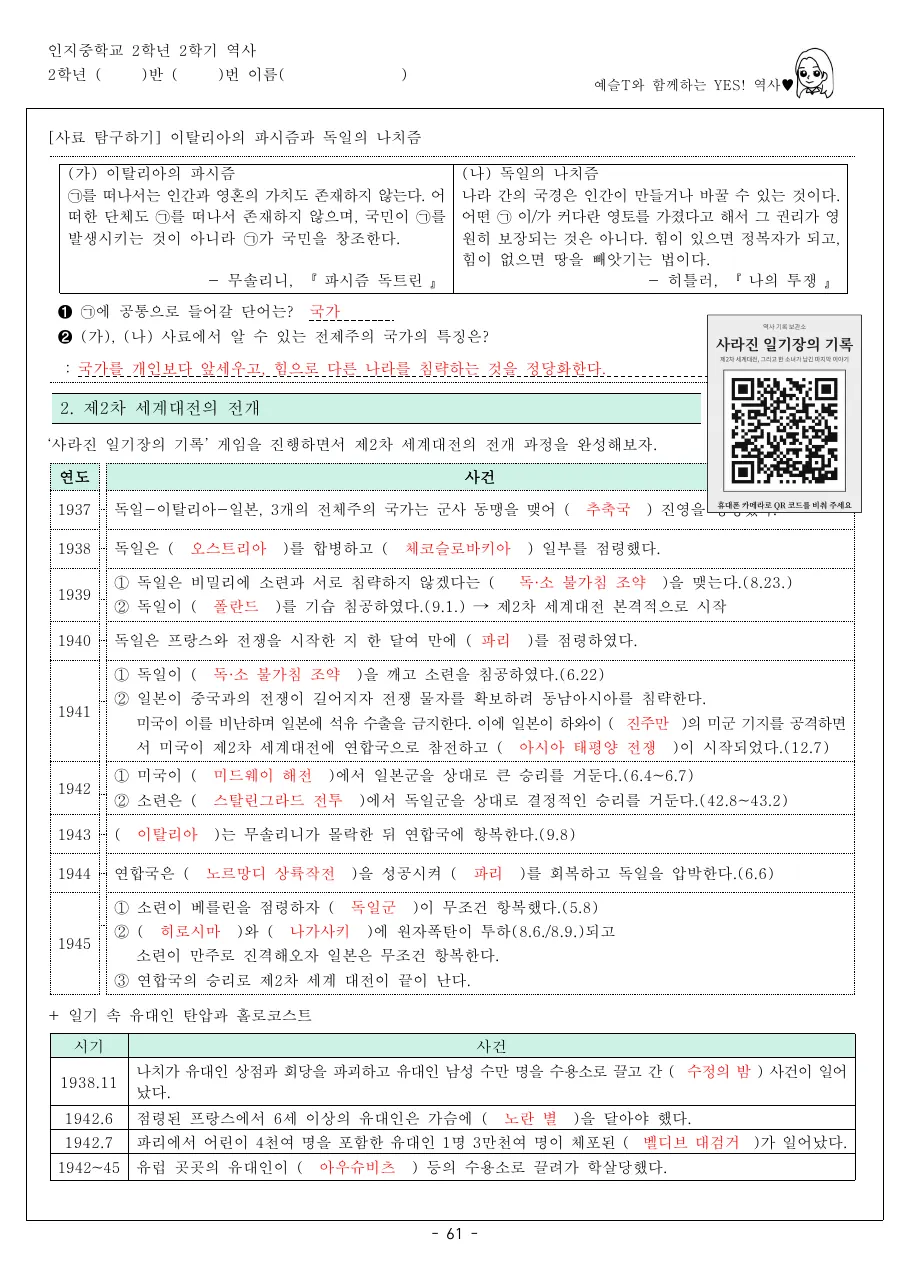 인지중학교 2학년 2학기 역사
2학년 (      )반 (      )번 이름(                )
예슬T와 함께하는 YES! 역사♥
[사료 탐구하기] 이탈리아의 파시즘과 독일의 나치즘
(가) 이탈리아의 파시즘
㉠를 떠나서는 인간과 영혼의 가치도 존재하지 않는다. 어
떠한 단체도 ㉠를 떠나서 존재하지 않으며, 국민이 ㉠를
발생시키는 것이 아니라 ㉠가 국민을 창조한다.
- 무솔리니, 『 파시즘 독트린 』
(나) 독일의 나치즘
나라 간의 국경은 인간이 만들거나 바꿀 수 있는 것이다.
어떤 ㉠ 이/가 커다란 영토를 가졌다고 해서 그 권리가 영
원히 보장되는 것은 아니다. 힘이 있으면 정복자가 되고,
힘이 없으면 땅을 빼앗기는 법이다.
- 히틀러, 『 나의 투쟁 』
❶ ㉠에 공통으로 들어갈 단어는? 국가
❷ (가), (나) 사료에서 알 수 있는 전제주의 국가의 특징은?
: 국가를 개인보다 앞세우고, 힘으로 다른 나라를 침략하는 것을 정당화한다.
역사 기록 보관소
사라진 일기장의 기록
제2차 세계대전, 그리고 한 소녀가 남긴 마지막 이야기
휴대폰 카메라로 QR 코드를 비춰 주세요
2. 제2차 세계대전의 전개
'사라진 일기장의 기록' 게임을 진행하면서 제2차 세계대전의 전개 과정을 완성해보자.
연도 사건
1937 독일-이탈리아-일본, 3개의 전체주의 국가는 군사 동맹을 맺어 ( 추축국 ) 진영을
1938 독일은 ( 오스트리아 )를 합병하고 ( 체코슬로바키아 ) 일부를 점령했다.
1939 ① 독일은 비밀리에 소련과 서로 침략하지 않겠다는 ( 독·소 불가침 조약 )을 맺는다.(8.23.)
② 독일이 ( 폴란드 )를 기습 침공하였다.(9.1.) → 제2차 세계대전 본격적으로 시작
1940 독일은 프랑스와 전쟁을 시작한 지 한 달여 만에 ( 파리 )를 점령하였다.
1941 ① 독일이 ( 독·소 불가침 조약 )을 깨고 소련을 침공하였다.(6.22)
② 일본이 중국과의 전쟁이 길어지자 전쟁 물자를 확보하려 동남아시아를 침략한다.
미국이 이를 비난하며 일본에 석유 수출을 금지한다. 이에 일본이 하와이 ( 진주만 )의 미군 기지를 공격하면
서 미국이 제2차 세계대전에 연합국으로 참전하고 ( 아시아 태평양 전쟁 )이 시작되었다.(12.7)
1942 ① 미국이 ( 미드웨이 해전 )에서 일본군을 상대로 큰 승리를 거둔다.(6.4~6.7)
② 소련은 ( 스탈린그라드 전투 )에서 독일군을 상대로 결정적인 승리를 거둔다.(42.8~43.2)
1943 ( 이탈리아 )는 무솔리니가 몰락한 뒤 연합국에 항복한다.(9.8)
1944 연합국은 ( 노르망디 상륙작전 )을 성공시켜 ( 파리 )를 회복하고 독일을 압박한다.(6.6)
1945 ① 소련이 베를린을 점령하자 ( 독일군 )이 무조건 항복했다.(5.8)
② ( 히로시마 )와 ( 나가사키 )에 원자폭탄이 투하(8.6./8.9.)되고
소련이 만주로 진격해오자 일본은 무조건 항복한다.
③ 연합국의 승리로 제2차 세계 대전이 끝이 난다.
+ 일기 속 유대인 탄압과 홀로코스트
시기 사건
1938.11 나치가 유대인 상점과 회당을 파괴하고 유대인 남성 수만 명을 수용소로 끌고 간 ( 수정의 밤 ) 사건이 일어
났다.
1942.6 점령된 프랑스에서 6세 이상의 유대인은 가슴에 ( 노란 별 )을 달아야 했다.
1942.7 파리에서 어린이 4천여 명을 포함한 유대인 1명 3만천여 명이 체포된 ( 벨디브 대검거 )가 일어났다.
1942~45 유럽 곳곳의 유대인이 ( 아우슈비츠 ) 등의 수용소로 끌려가 학살당했다.
- 61 -